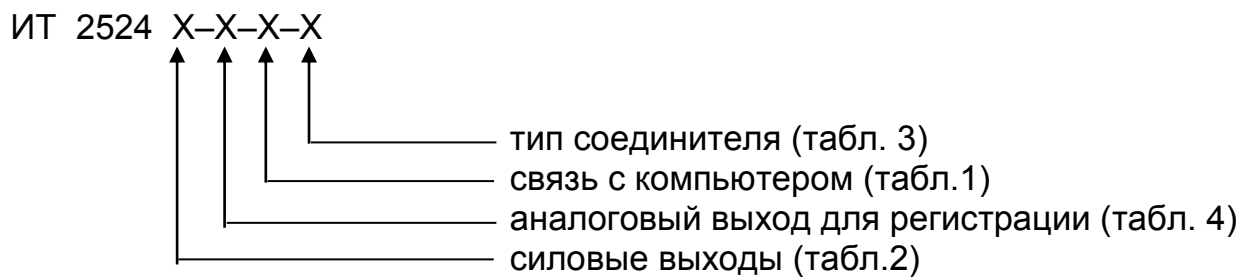 ИТ 2524 Х–Х–Х–Х
тип соединителя (табл. 3)
связь с компьютером (табл.1)
аналоговый выход для регистрации (табл. 4)
силовые выходы (табл.2)